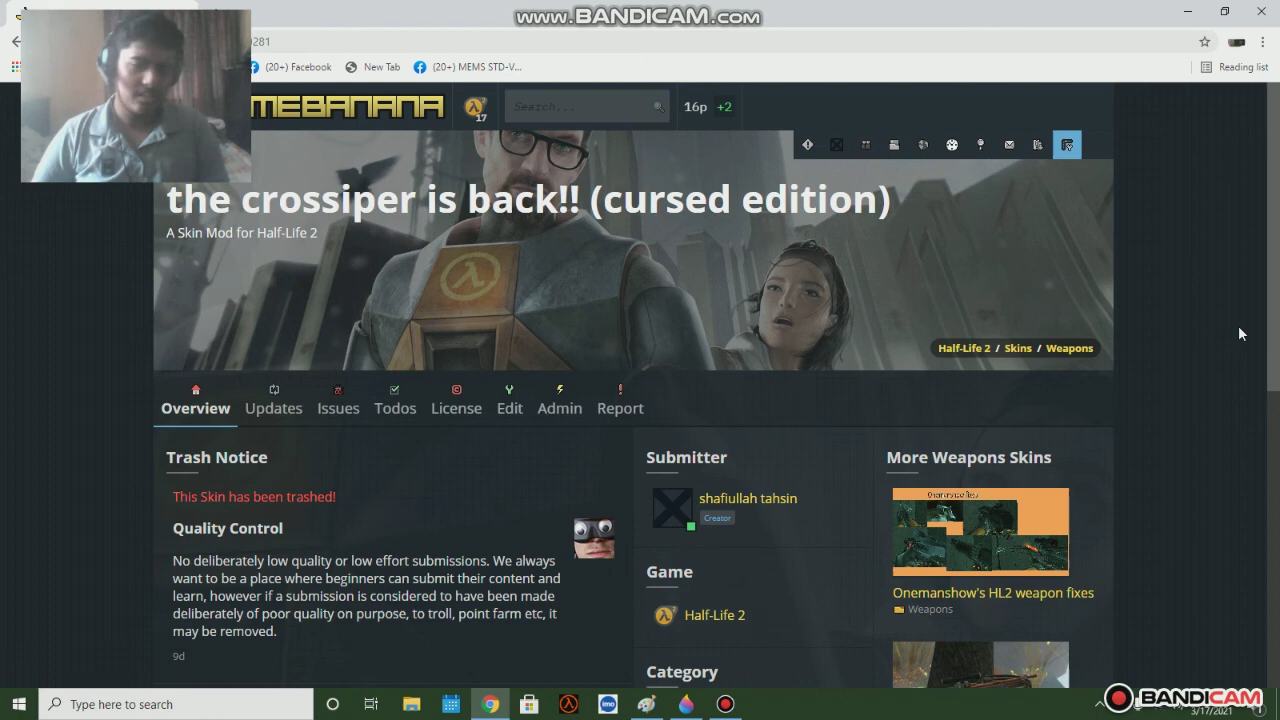 www.BANDICAM.com
281
(20+) Facebook
New Tab
(20+) MEMS STD-V...
Reading list
MEBANANA
17
Search...
16p +2
the crossiper is back!! (cursed edition)
A Skin Mod for Half-Life 2
Half-Life 2 / Skins / Weapons
Overview
Updates
Issues
Todos
License
Edit
Admin
Report
Trash Notice
This Skin has been trashed!
Quality Control
No deliberately low quality or low effort submissions. We always
want to be a place where beginners can submit their content and
learn, however if a submission is considered to have been made
deliberately of poor quality on purpose, to troll, point farm etc, it
may be removed.
9d
Submitter
shafiullah tahsin
Creator
Game
Half-Life 2
Category
More Weapons Skins
Onemanshow's HL2 weapon fixes
Weapons
Type here to search
imo
BANDICAM
3/17/2021